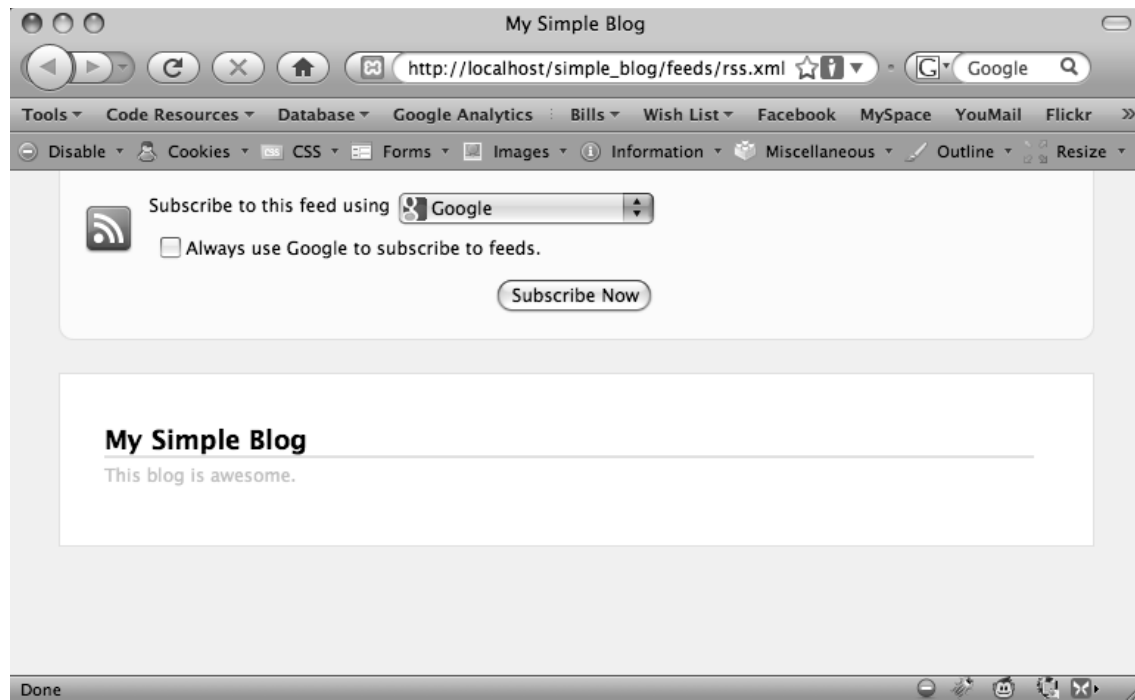 My Simple Blog
http://localhost/simple_blog/feeds/rss.xml G Google
Tools Code Resources Database Google Analytics Bills Wish List Facebook MySpace YouMail Flickr »
Disable Cookies CSS CSS Forms Images Information Miscellaneous Outline Resize
Subscribe to this feed using Google
Always use Google to subscribe to feeds.
Subscribe Now
My Simple Blog
This blog is awesome.
Done